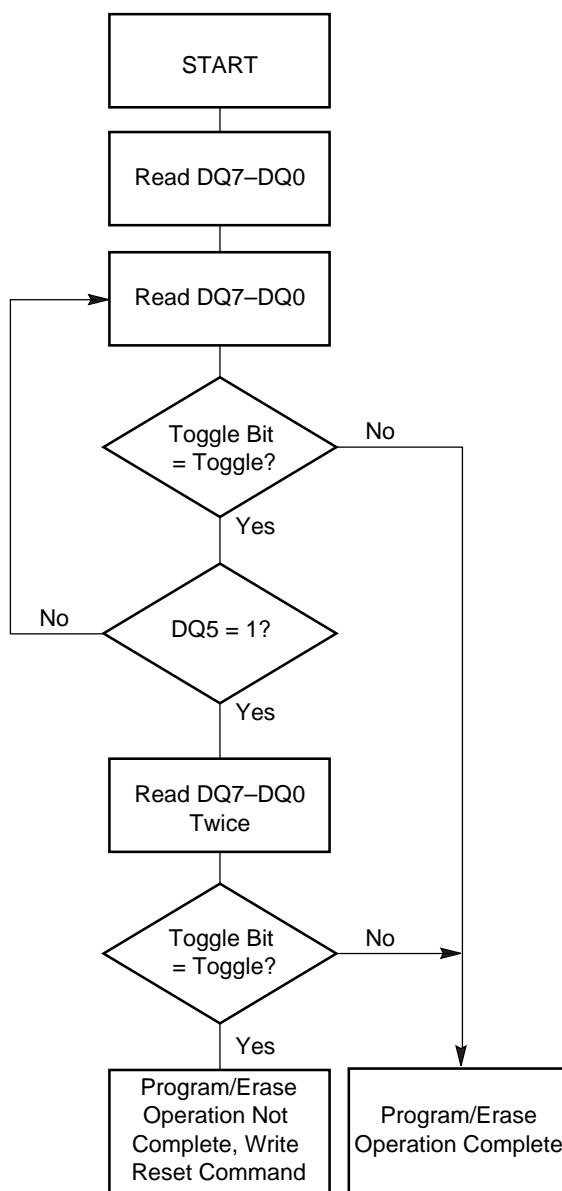 START
Read DQ7–DQ0
Read DQ7–DQ0
Toggle Bit
= Toggle?
No
Yes
No
DQ5 = 1?
Yes
Read DQ7–DQ0
Twice
Toggle Bit
= Toggle?
No
Yes
Program/Erase
Operation Not
Complete, Write
Reset Command
Program/Erase
Operation Complete